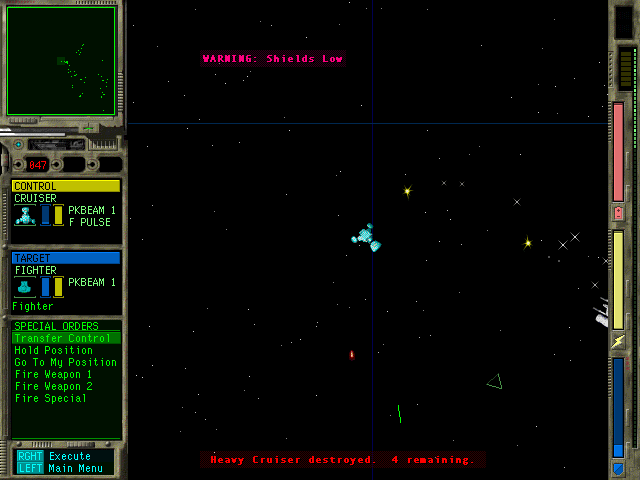 WARNING: Shields Low
047
CONTROL
CRUISER
PKBEAM 1
F PULSE
TARGET
FIGHTER
PKBEAM 1
Fighter
SPECIAL ORDERS
Transfer Control
Hold Position
Go To My Position
Fire Weapon 1
Fire Weapon 2
Fire Special
RGHT Execute
LEFT Main Menu
Heavy Cruiser destroyed. 4 remaining.